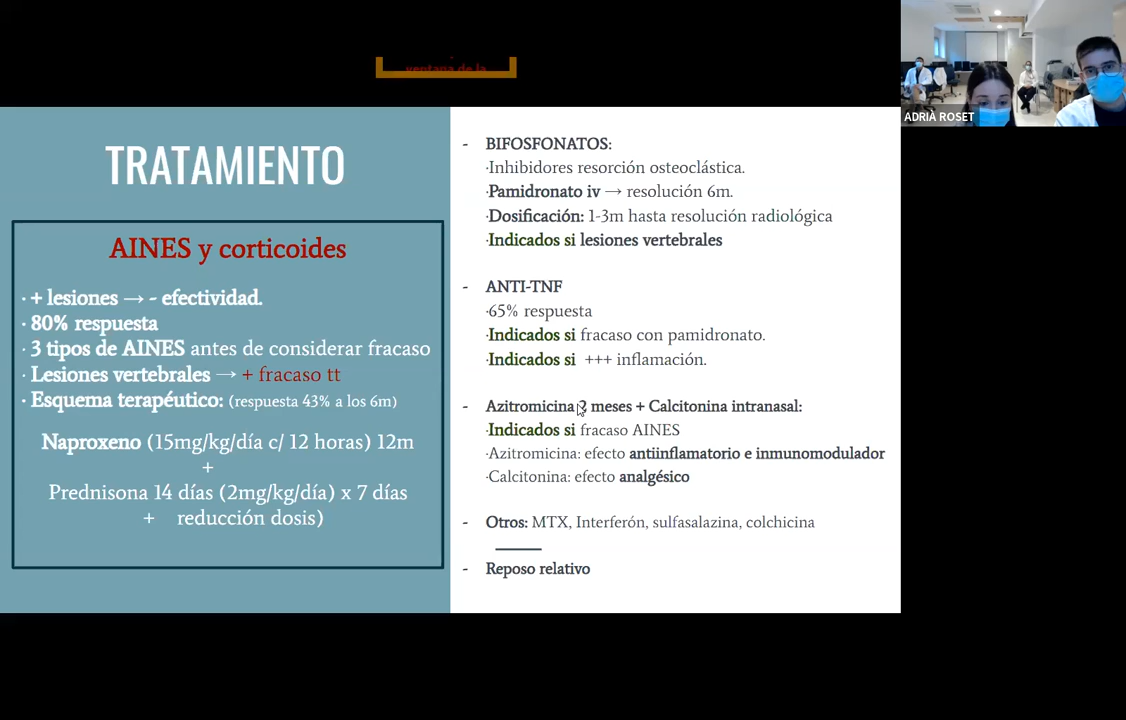 ventana de la
ADRIÀ ROSET
TRATAMIENTO
AINES y corticoides
· + lesiones → - efectividad.
· 80% respuesta
· 3 tipos de AINES antes de considerar fracaso
· Lesiones vertebrales → + fracaso tt
· Esquema terapéutico: (respuesta 43% a los 6m)
Naproxeno (15mg/kg/día c/ 12 horas) 12m
+
Prednisona 14 días (2mg/kg/día) x 7 días
+ reducción dosis)
- BIFOSFONATOS:
·Inhibidores resorción osteoclástica.
·Pamidronato iv → resolución 6m.
·Dosificación: 1-3m hasta resolución radiológica
·Indicados si lesiones vertebrales
- ANTI-TNF
·65% respuesta
·Indicados si fracaso con pamidronato.
·Indicados si +++ inflamación.
- Azitromicina meses + Calcitonina intranasal:
·Indicados si fracaso AINES
·Azitromicina: efecto antiinflamatorio e inmunomodulador
·Calcitonina: efecto analgésico
- Otros: MTX, Interferón, sulfasalazina, colchicina
- Reposo relativo